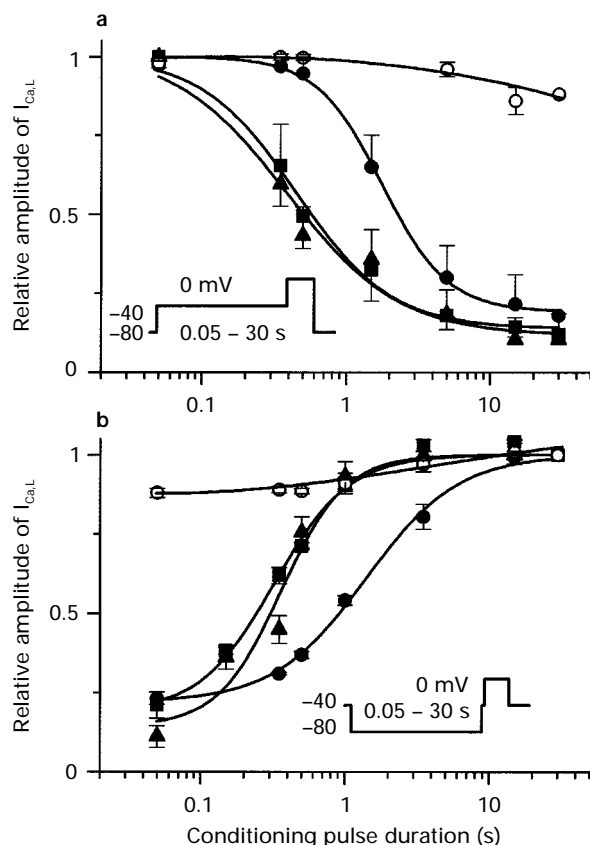 a
Relative amplitude of I_Ca,L
1
0.5
0
0 mV
−40
−80
0.05 – 30 s
0.1
1
10
b
Relative amplitude of I_Ca,L
1
0.5
0
0 mV
−40
−80
0.05 – 30 s
0.1
1
10
Conditioning pulse duration (s)